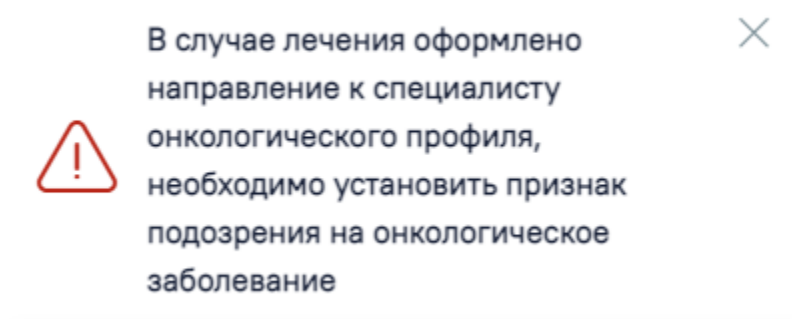 В случае лечения оформлено
направление к специалисту
онкологического профиля,
необходимо установить признак
подозрения на онкологическое
заболевание